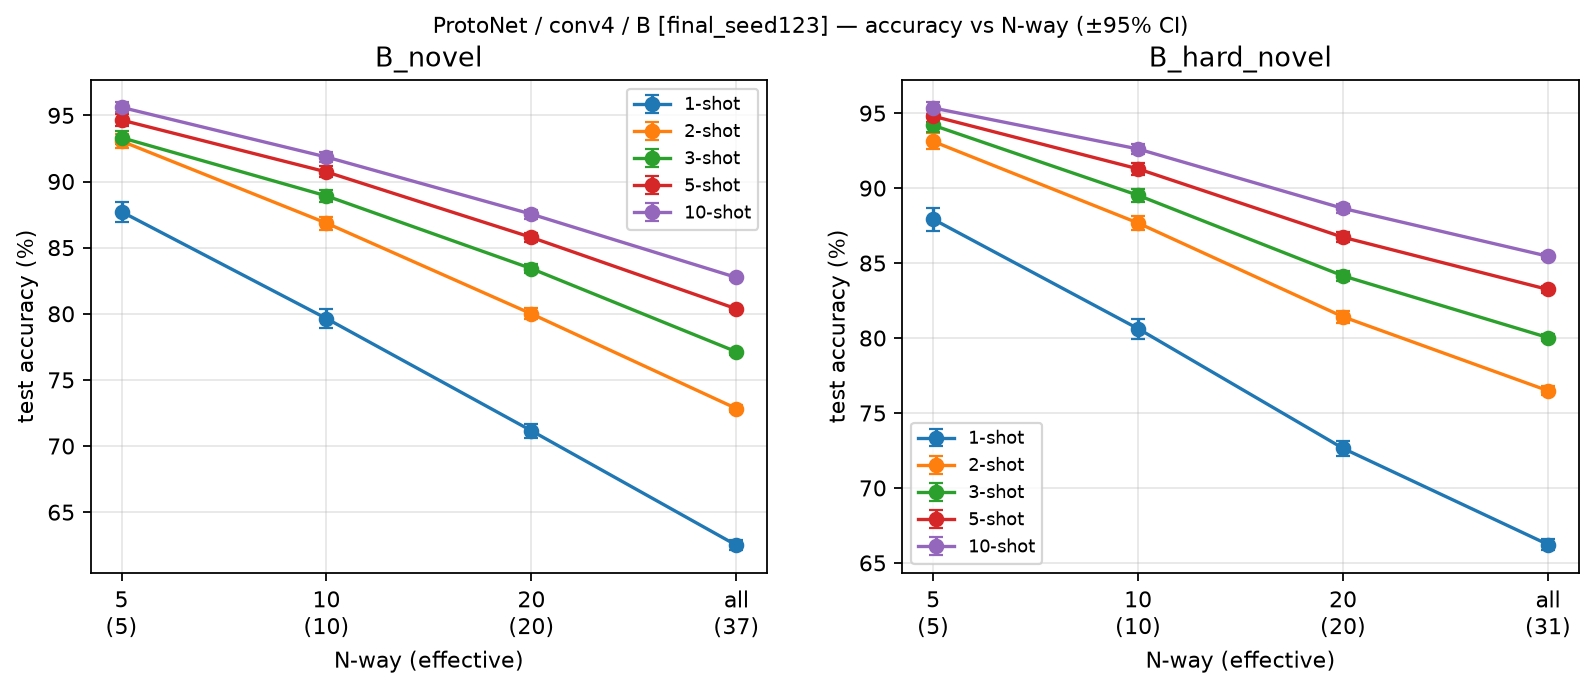 ProtoNet / conv4 / B [final_seed123] — accuracy vs N-way (±95% CI)
B_novel
test accuracy (%)
95
90
85
80
75
70
65
1-shot
2-shot
3-shot
5-shot
10-shot
5 10 20 all
(5) (10) (20) (37)
N-way (effective)
B_hard_novel
test accuracy (%)
95
90
85
80
75
70
65
1-shot
2-shot
3-shot
5-shot
10-shot
5 10 20 all
(5) (10) (20) (31)
N-way (effective)